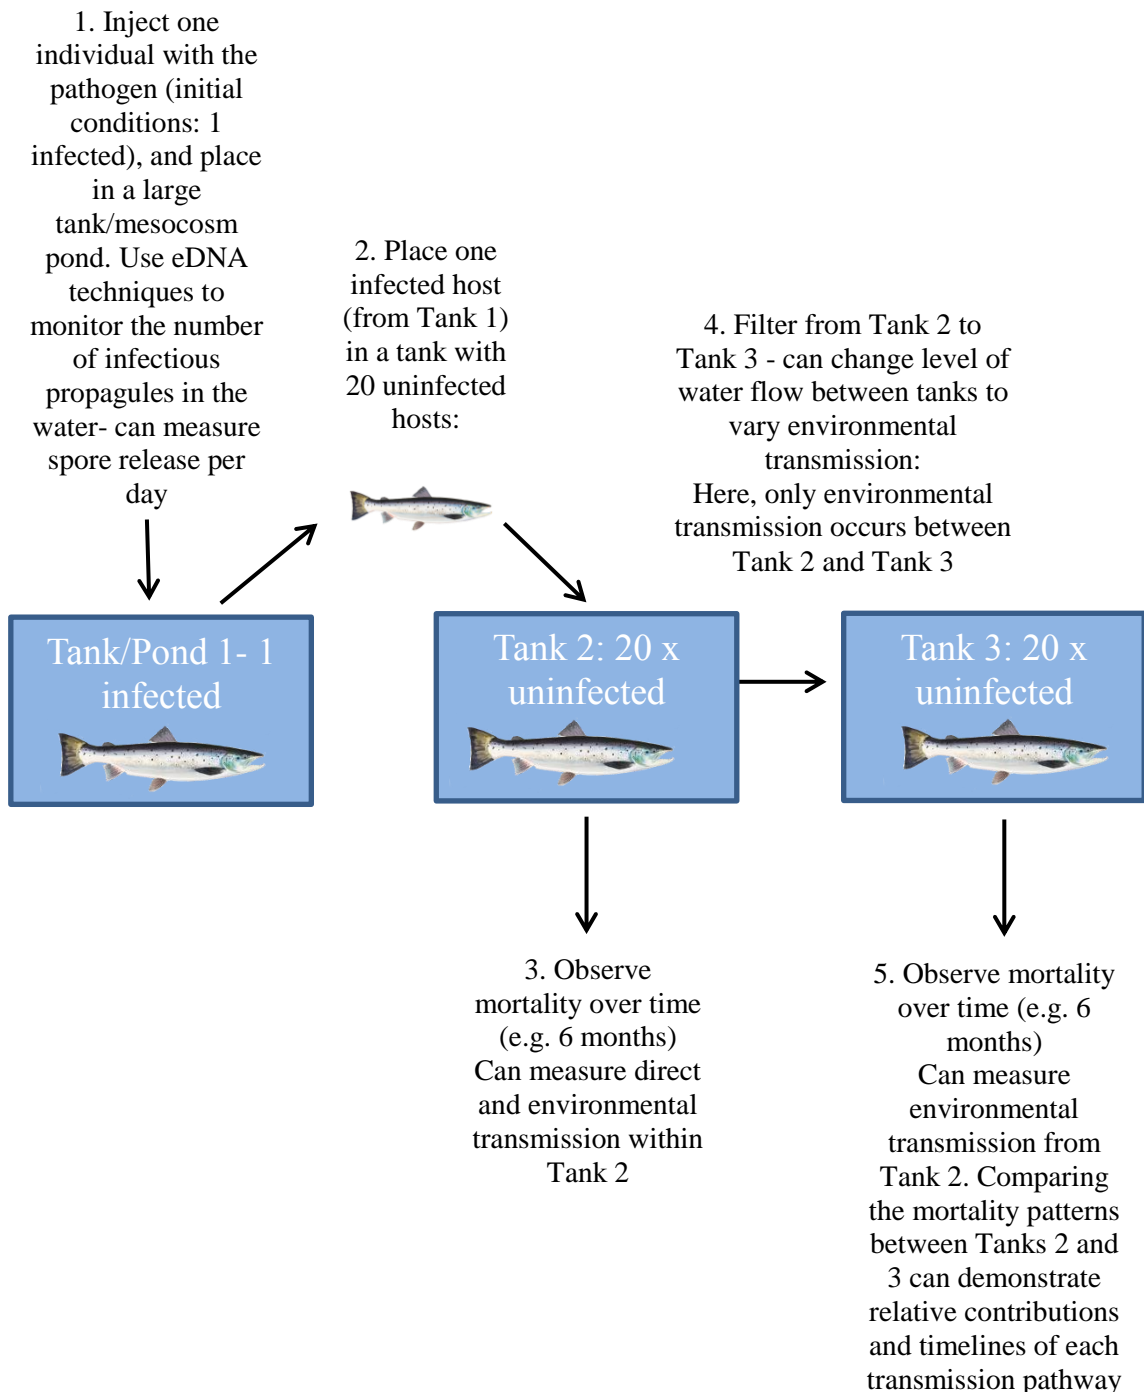 1. Inject one
individual with the
pathogen (initial
conditions: 1
infected), and place
in a large
tank/mesocosm
pond. Use eDNA
techniques to
monitor the number
of infectious
propagules in the
water- can measure
spore release per
day
2. Place one
infected host
(from Tank 1)
in a tank with
20 uninfected
hosts:
4. Filter from Tank 2 to
Tank 3 - can change level of
water flow between tanks to
vary environmental
transmission:
Here, only environmental
transmission occurs between
Tank 2 and Tank 3
Tank/Pond 1- 1
infected
Tank 2: 20 x
uninfected
Tank 3: 20 x
uninfected
3. Observe
mortality over time
(e.g. 6 months)
Can measure direct
and environmental
transmission within
Tank 2
5. Observe mortality
over time (e.g. 6
months)
Can measure
environmental
transmission from
Tank 2. Comparing
the mortality patterns
between Tanks 2 and
3 can demonstrate
relative contributions
and timelines of each
transmission pathway